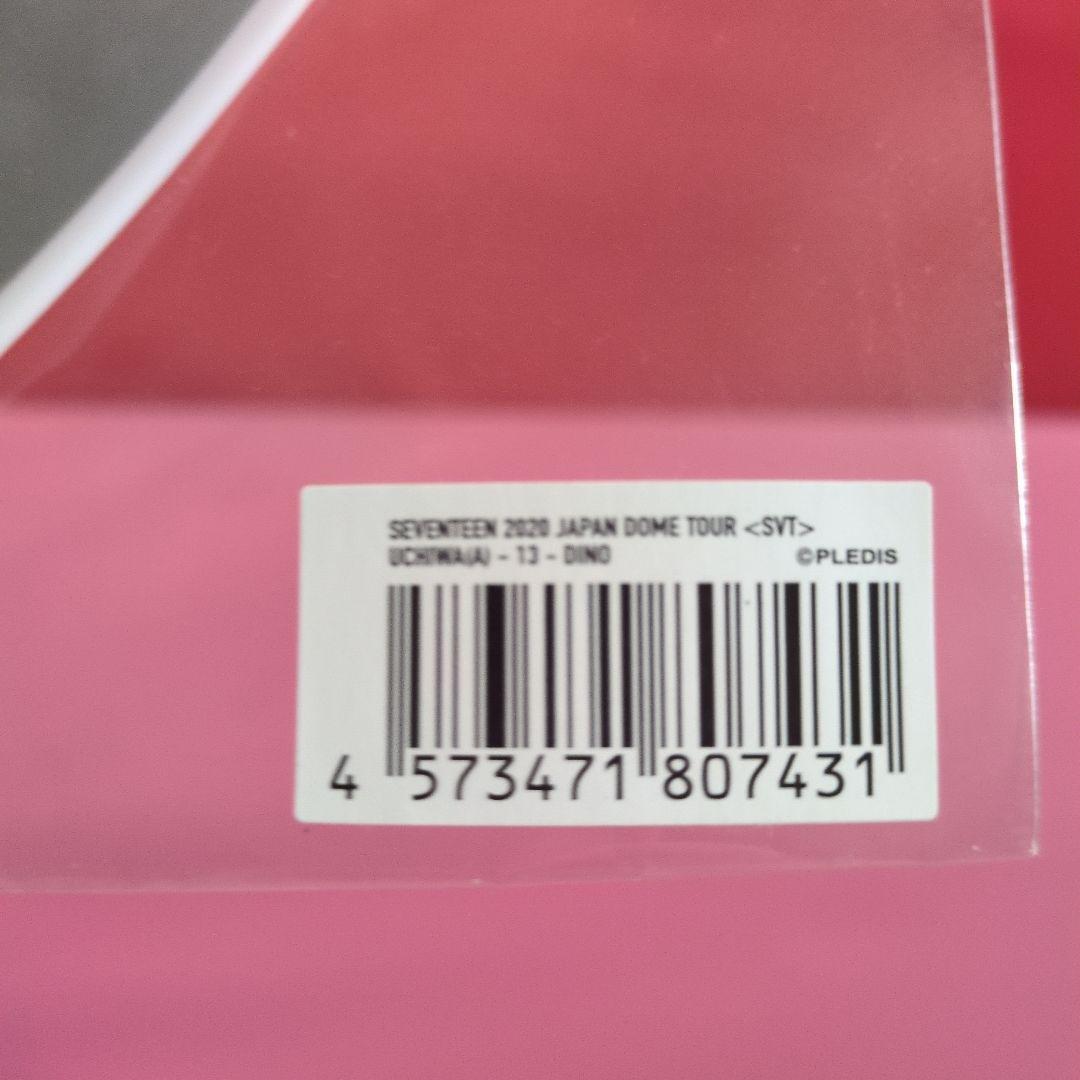 SEVENTEEN 2020 JAPAN DOME TOUR <SVT>
UCHIWA(A) - 13 - DINO ©PLEDIS
4 573471 807431